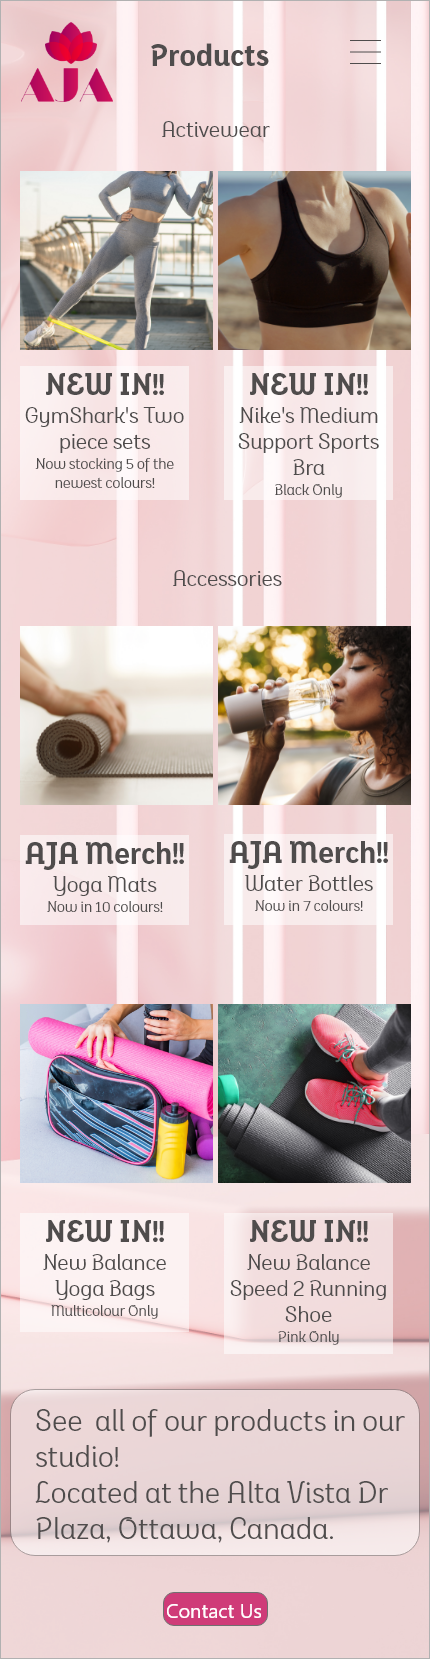 AJA
Products
Activewear
NEW IN!!
GymShark's Two
piece sets
Now stocking 5 of the
newest colours!
NEW IN!!
Nike's Medium
Support Sports
Bra
Black Only
Accessories
AJA Merch!!
Yoga Mats
Now in 10 colours!
AJA Merch!!
Water Bottles
Now in 7 colours!
NEW IN!!
New Balance
Yoga Bags
Multicolour Only
NEW IN!!
New Balance
Speed 2 Running
Shoe
Pink Only
See  all of our products in our
studio!
Located at the Alta Vista Dr
Plaza, Ottawa, Canada.
Contact Us